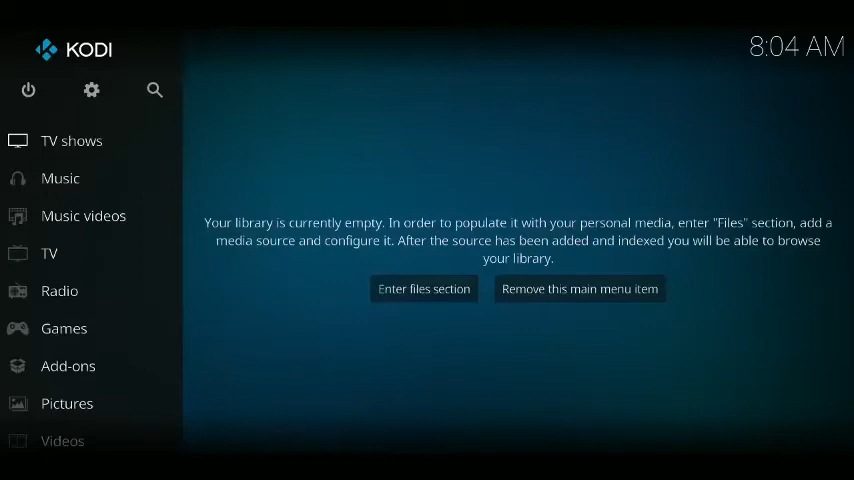 KODI
8:04 AM
TV shows
Music
Music videos
TV
Radio
Games
Add-ons
Pictures
Videos
Your library is currently empty. In order to populate it with your personal media, enter "Files" section, add a
media source and configure it. After the source has been added and indexed you will be able to browse
your library.
Enter files section
Remove this main menu item